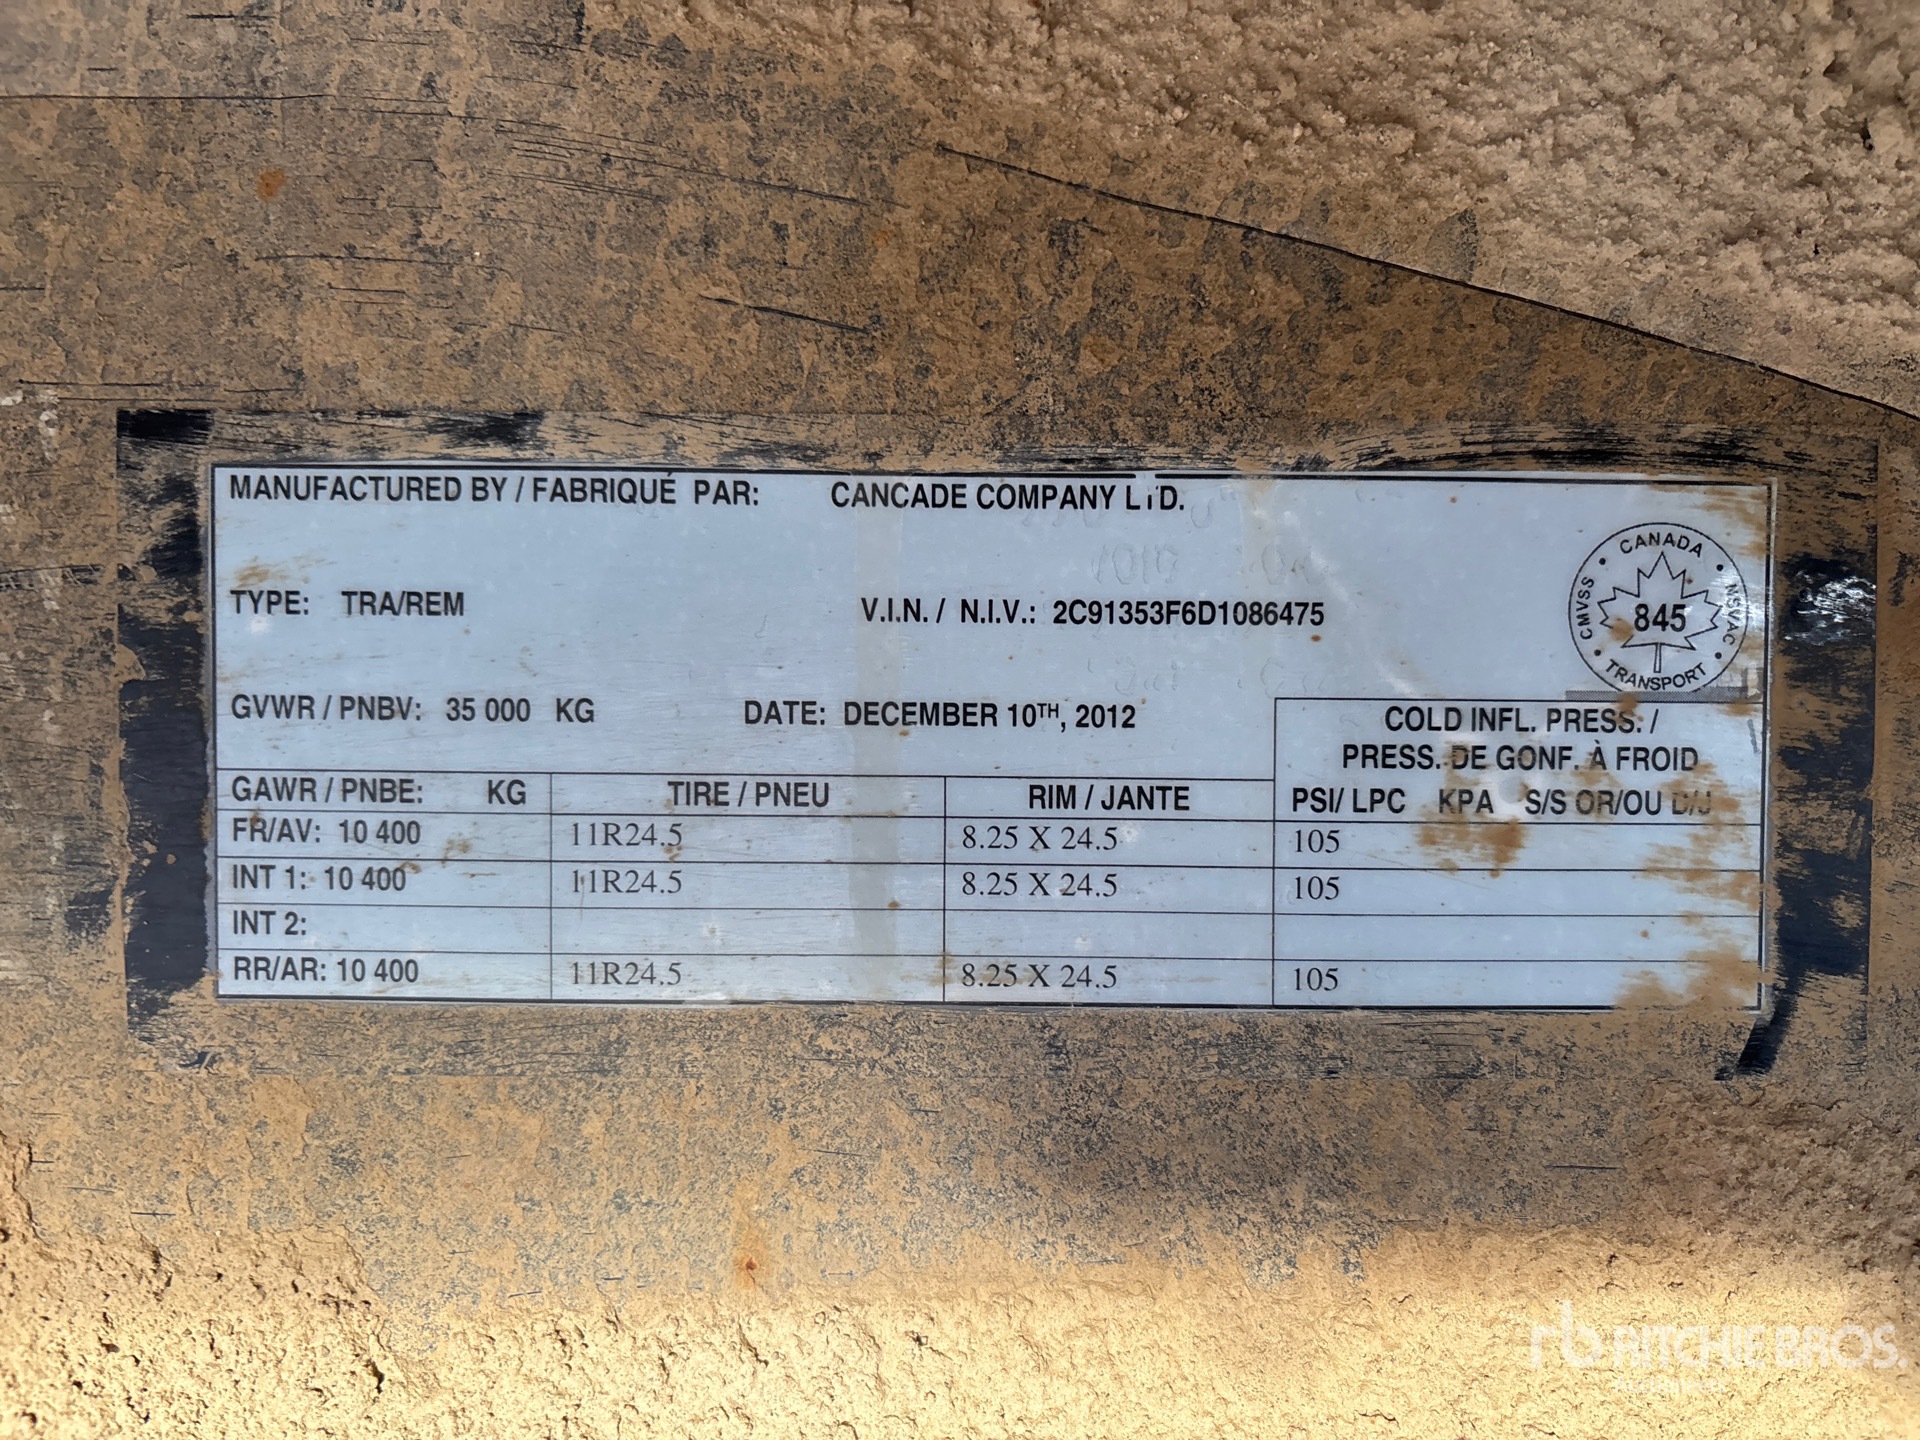 MANUFACTURED BY / FABRIQUÉ PAR: CANCADE COMPANY LTD.
CANADA
CMVSS NSVAC
845
TRANSPORT
TYPE: TRA/REM V.I.N. / N.I.V.: 2C91353F6D1086475
GVWR / PNBV: 35 000 KG DATE: DECEMBER 10TH, 2012
COLD INFL. PRESS. /
PRESS. DE GONF. À FROID
GAWR / PNBE: KG TIRE / PNEU RIM / JANTE PSI/ LPC KPA S/S OR/OU D/J
FR/AV: 10 400 11R24.5 8.25 X 24.5 105
INT 1: 10 400 11R24.5 8.25 X 24.5 105
INT 2:
RR/AR: 10 400 11R24.5 8.25 X 24.5 105
rb RITCHIE BROS.